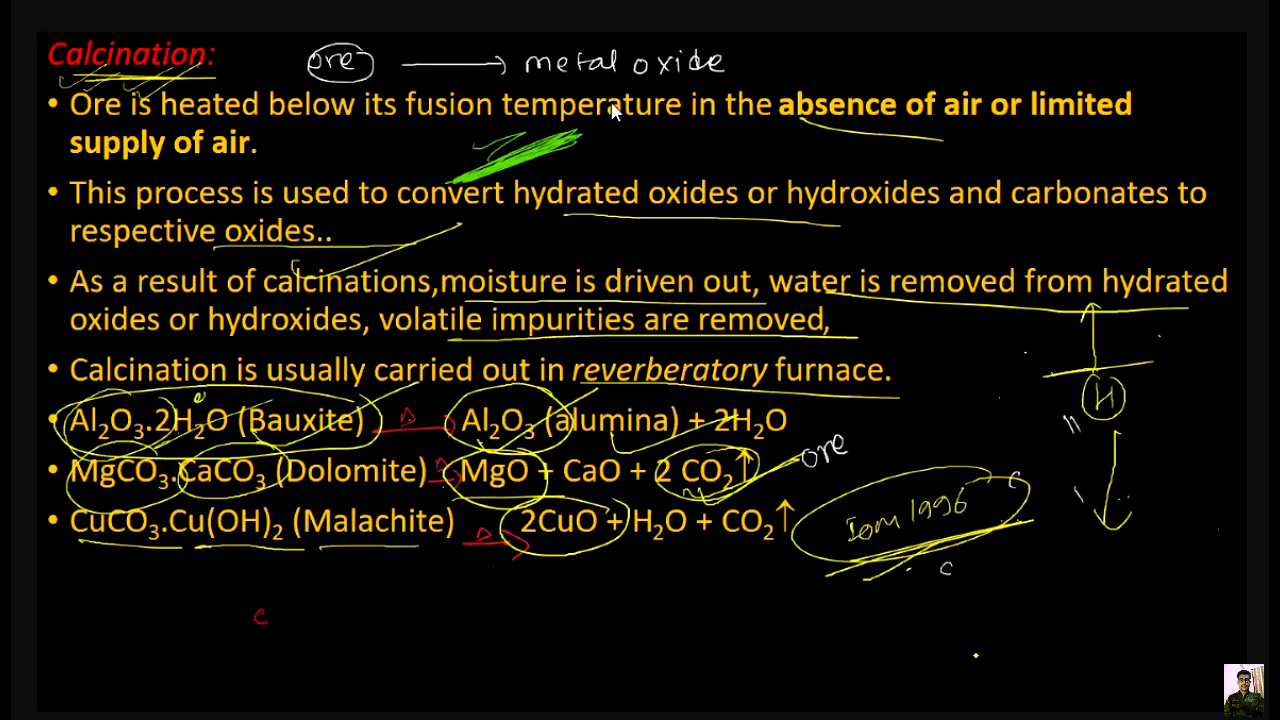 Calcination:
ore → metal oxide
• Ore is heated below its fusion temperature in the absence of air or limited
supply of air.
• This process is used to convert hydrated oxides or hydroxides and carbonates to
respective oxides..
• As a result of calcinations,moisture is driven out, water is removed from hydrated
oxides or hydroxides, volatile impurities are removed,
• Calcination is usually carried out in reverberatory furnace.
H
• Al₂O₃.2H₂O (Bauxite) Δ Al₂O₃ (alumina) + 2H₂O
• MgCO₃.CaCO₃ (Dolomite) Δ MgO + CaO + 2 CO₂↑ ore
• CuCO₃.Cu(OH)₂ (Malachite) Δ 2CuO + H₂O + CO₂↑ Iom 1996